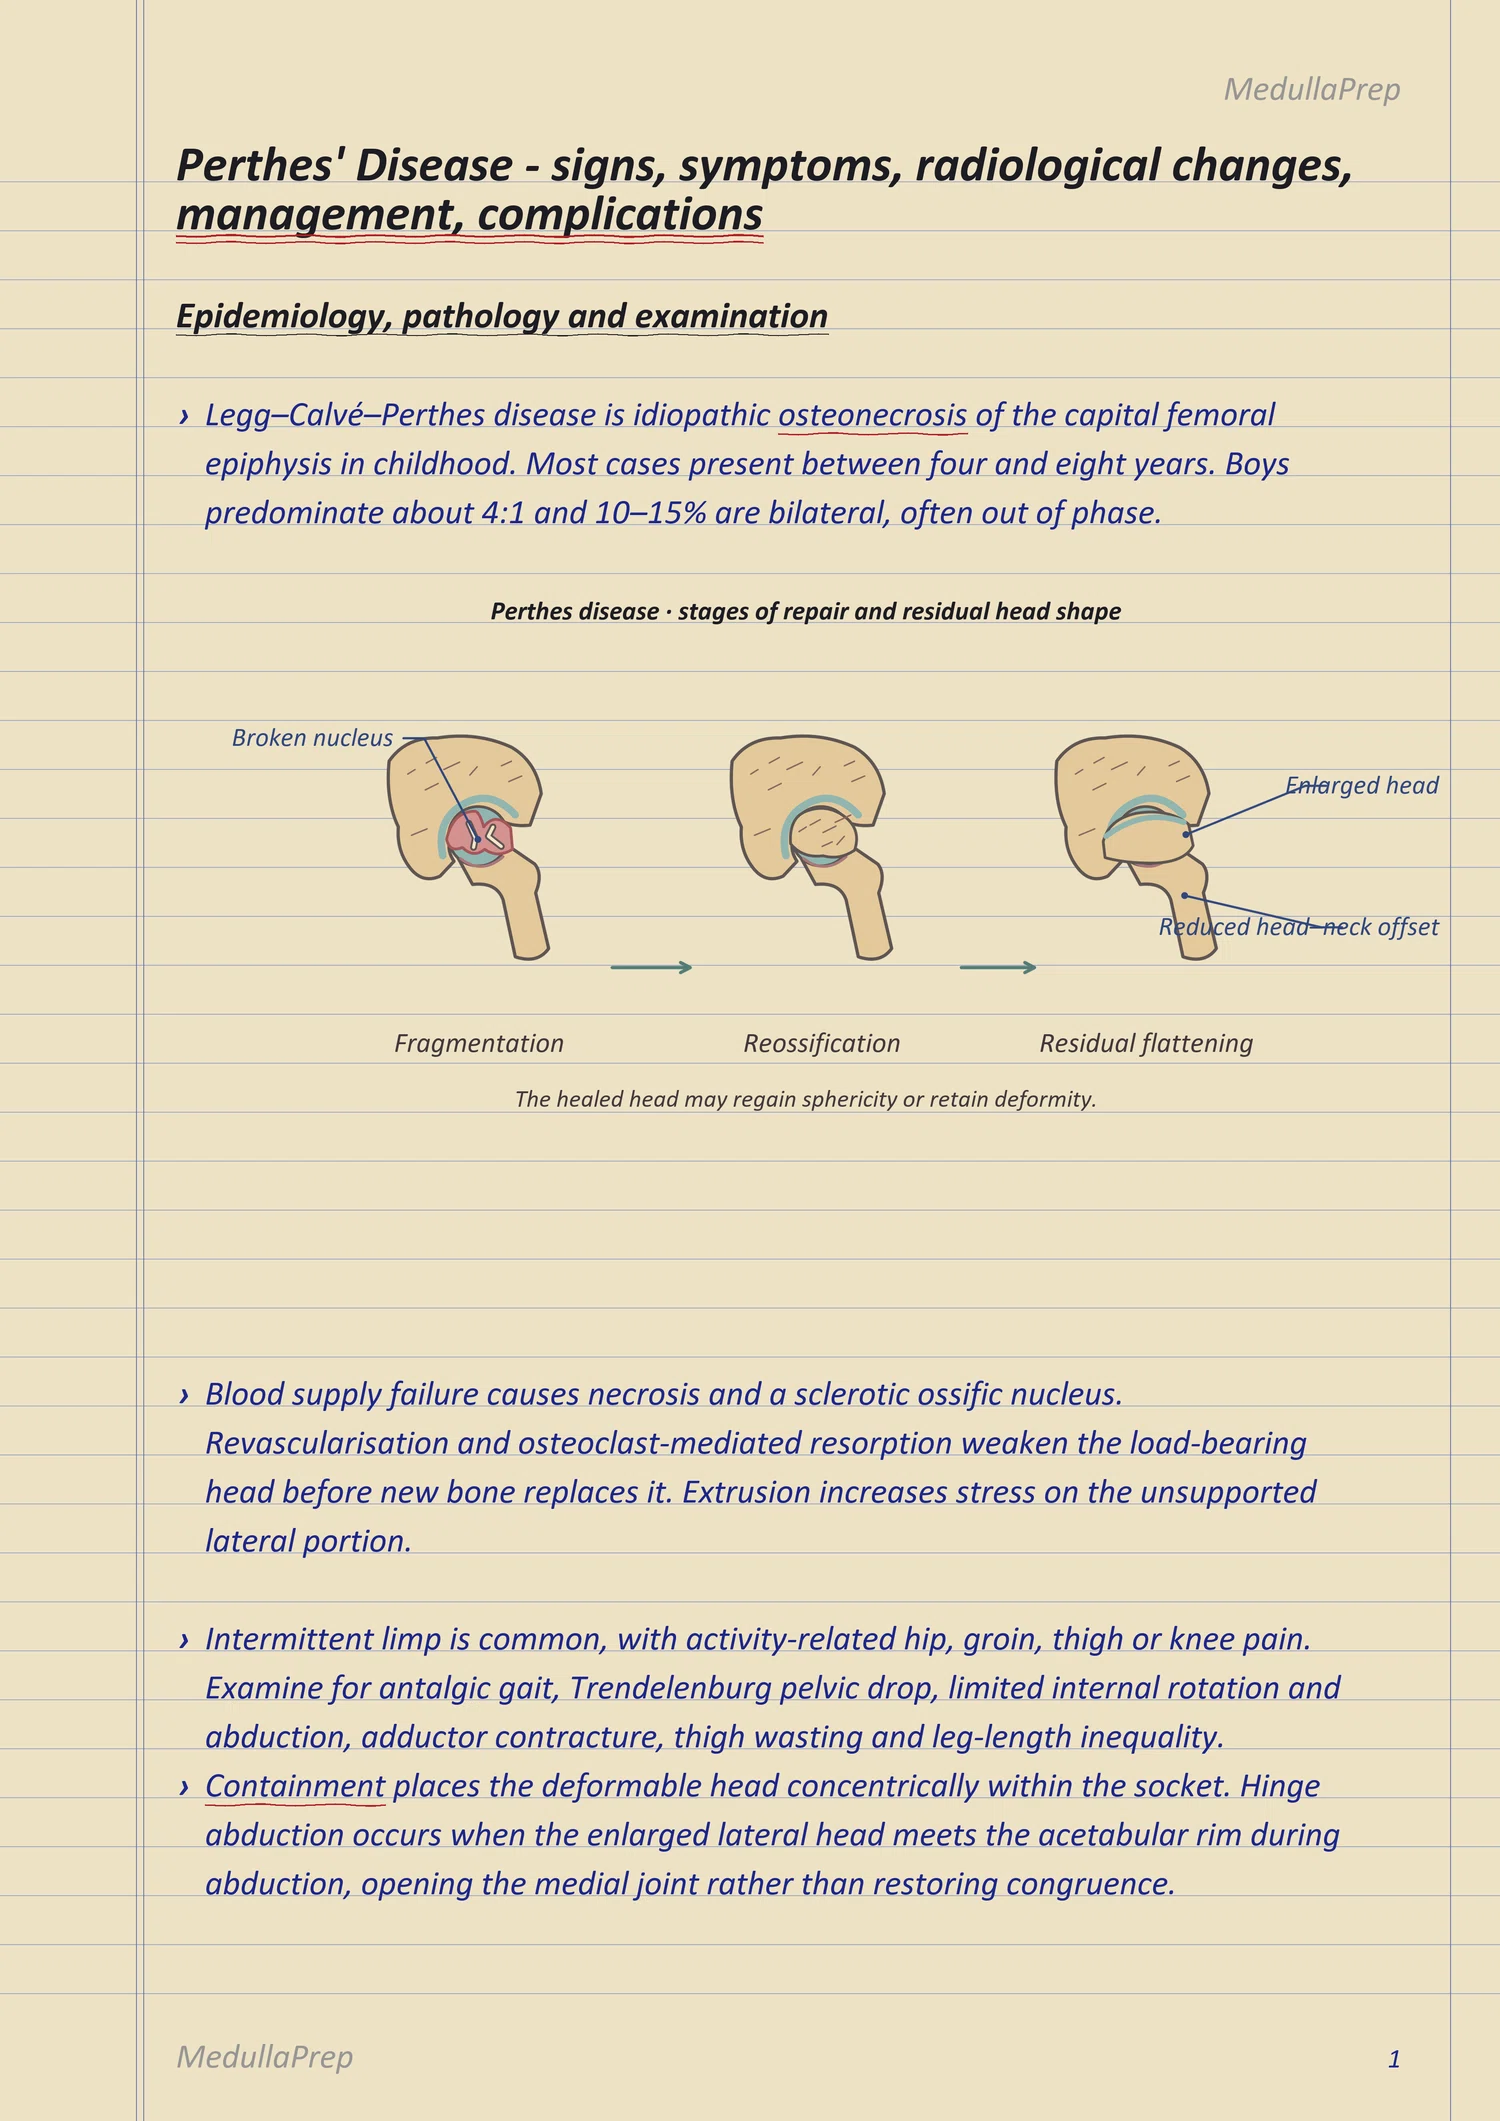 MedullaPrep
Perthes' Disease - signs, symptoms, radiological changes,
management, complications
Epidemiology, pathology and examination
› Legg–Calvé–Perthes disease is idiopathic osteonecrosis of the capital femoral
epiphysis in childhood. Most cases present between four and eight years. Boys
predominate about 4:1 and 10–15% are bilateral, often out of phase.
Perthes disease · stages of repair and residual head shape
Broken nucleus
Enlarged head
Reduced head–neck offset
Fragmentation
Reossification
Residual flattening
The healed head may regain sphericity or retain deformity.
› Blood supply failure causes necrosis and a sclerotic ossific nucleus.
Revascularisation and osteoclast-mediated resorption weaken the load-bearing
head before new bone replaces it. Extrusion increases stress on the unsupported
lateral portion.
› Intermittent limp is common, with activity-related hip, groin, thigh or knee pain.
Examine for antalgic gait, Trendelenburg pelvic drop, limited internal rotation and
abduction, adductor contracture, thigh wasting and leg-length inequality.
› Containment places the deformable head concentrically within the socket. Hinge
abduction occurs when the enlarged lateral head meets the acetabular rim during
abduction, opening the medial joint rather than restoring congruence.
MedullaPrep
1